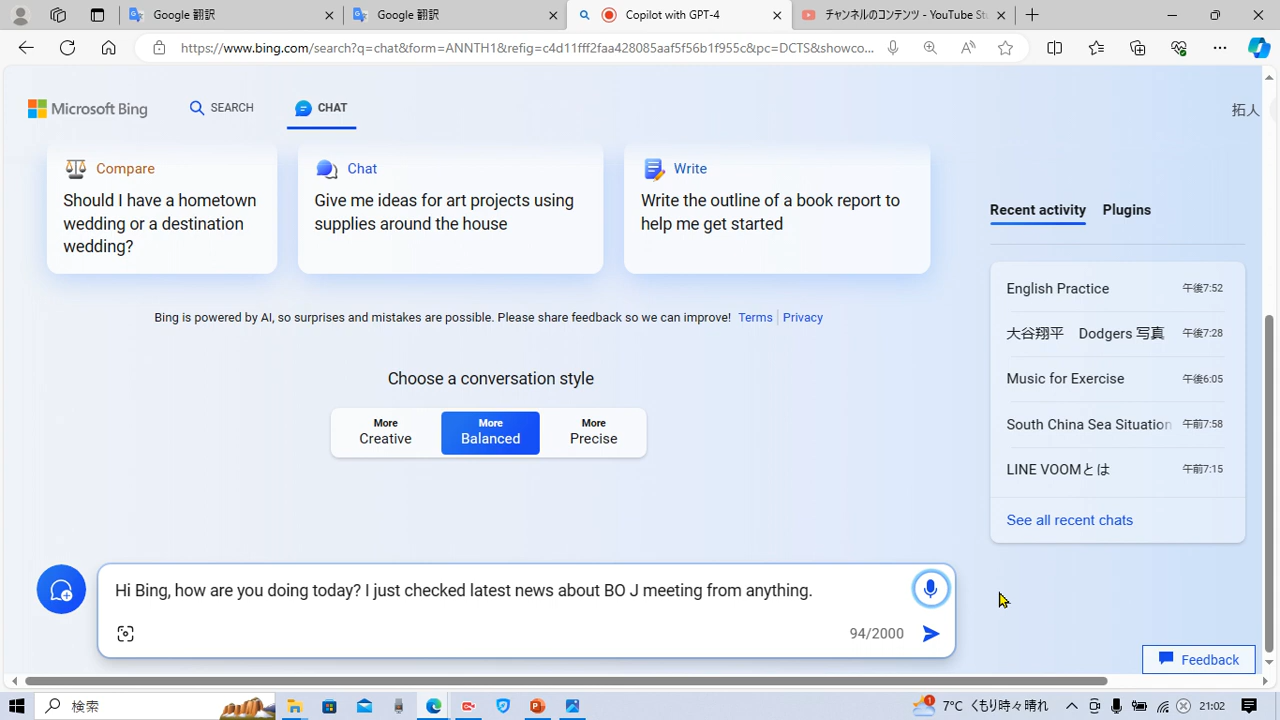 Google 翻訳
Google 翻訳
Copilot with GPT-4
チャンネルのコンテンツ - YouTube Stu
https://www.bing.com/search?q=chat&form=ANNTH1&refig=c4d11fff2faa428085aaf5f56b1f955c&pc=DCTS&showco...
Microsoft Bing
SEARCH
CHAT
拓人
Compare
Should I have a hometown
wedding or a destination
wedding?
Chat
Give me ideas for art projects using
supplies around the house
Write
Write the outline of a book report to
help me get started
Recent activity
Plugins
English Practice 午後7:52
大谷翔平　Dodgers 写真 午後7:28
Music for Exercise 午後6:05
South China Sea Situation 午前7:58
LINE VOOMとは 午前7:15
See all recent chats
Bing is powered by AI, so surprises and mistakes are possible. Please share feedback so we can improve! Terms Privacy
Choose a conversation style
More
Creative
More
Balanced
More
Precise
Hi Bing, how are you doing today? I just checked latest news about BO J meeting from anything.
94/2000
Feedback
検索
1
7°C くもり時々晴れ
21:02